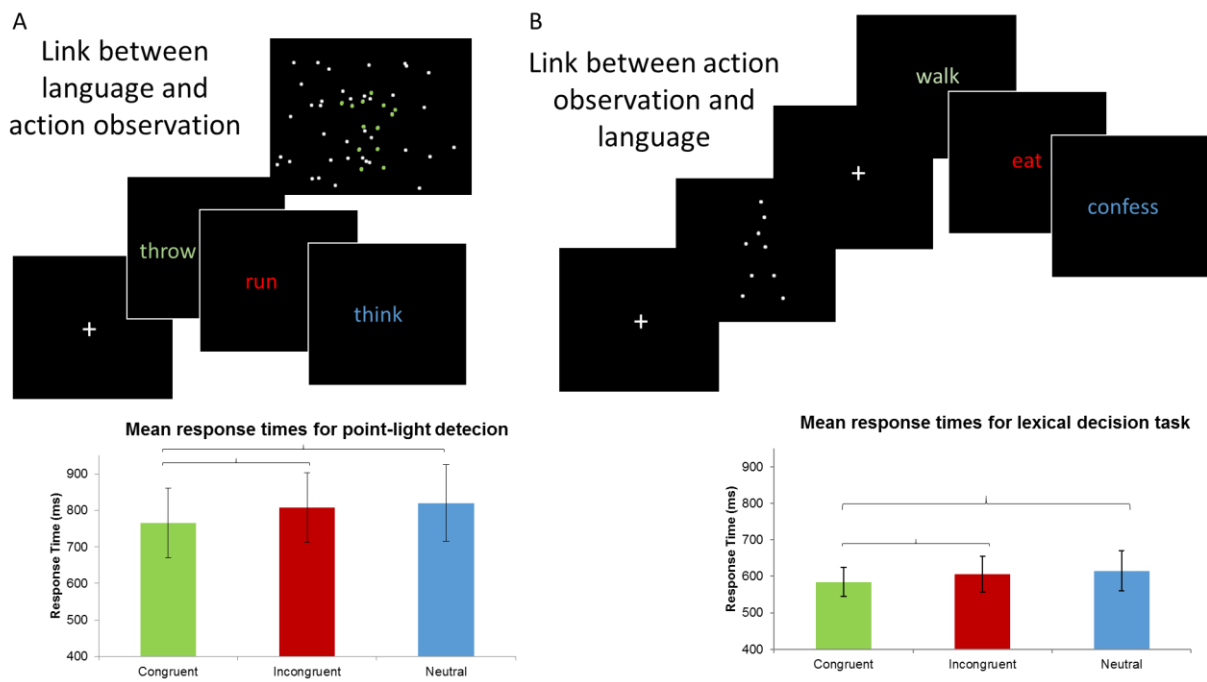 A
Link between
language and
action observation
+
throw
run
think
Mean response times for point-light detecion
Response Time (ms)
900
800
700
600
500
400
Congruent
Incongruent
Neutral
B
Link between action
observation and
language
+
+
walk
eat
confess
Mean response times for lexical decision task
Response Time (ms)
900
800
700
600
500
400
Congruent
Incongruent
Neutral